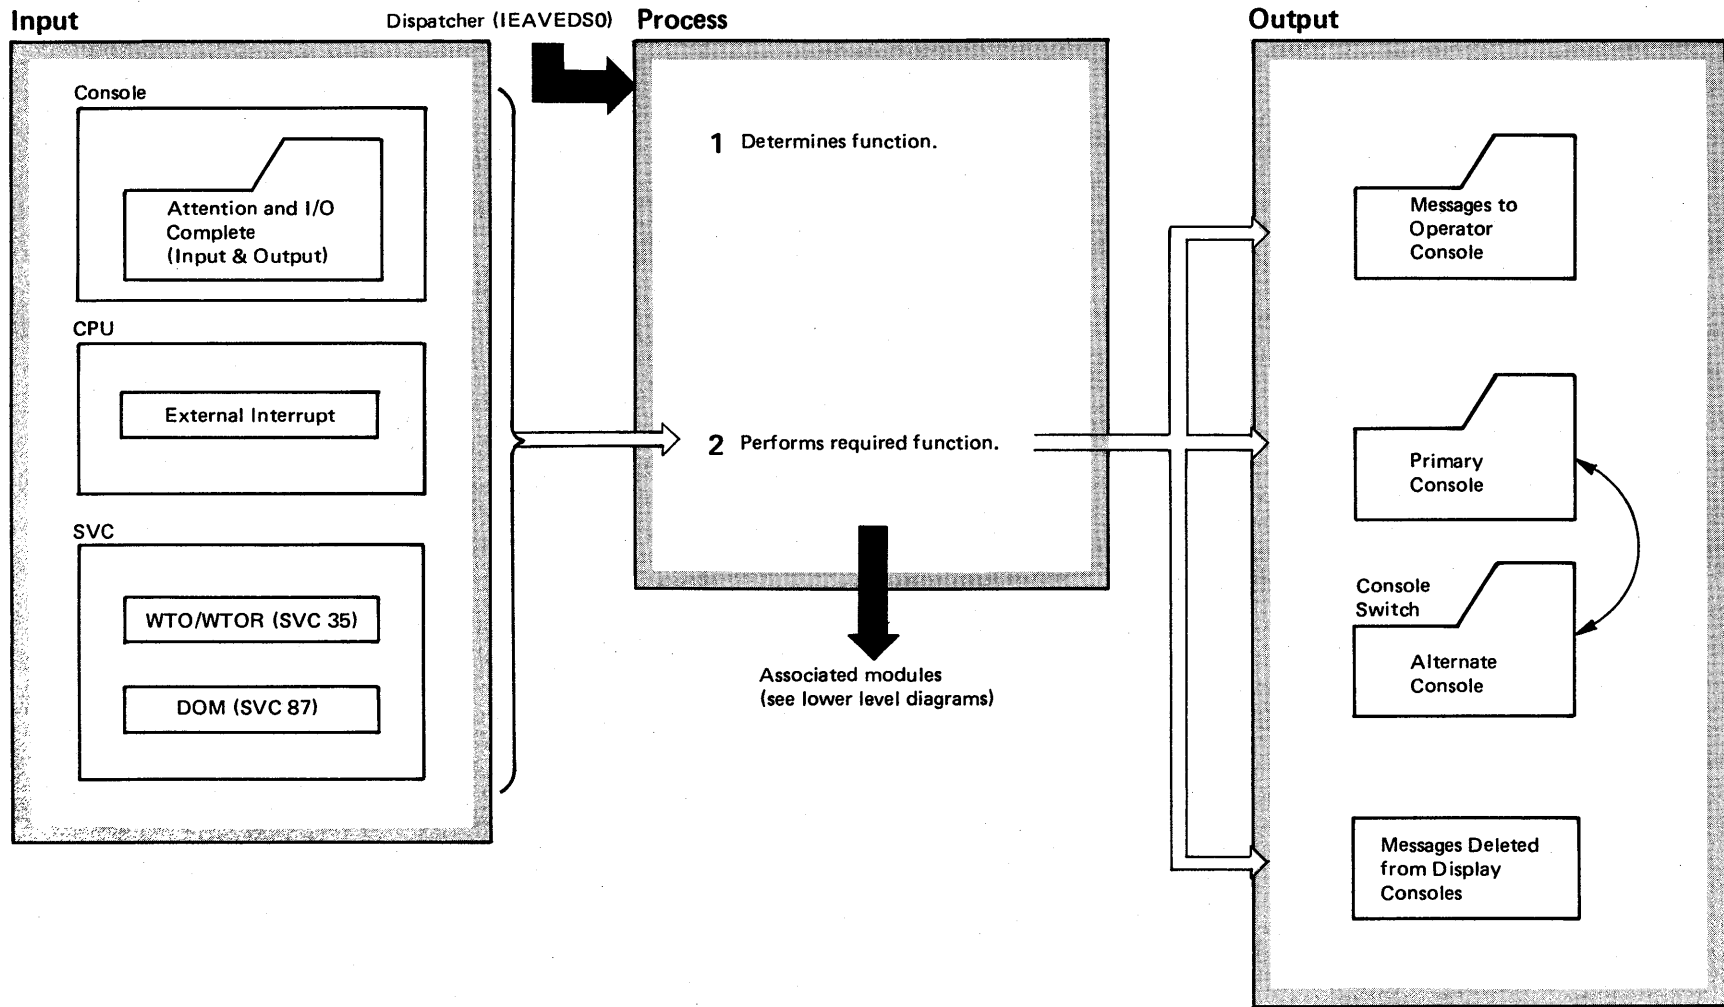 Input
Dispatcher (IEAVEDS0)
Process
Output
Console
Attention and I/O
Complete
(Input & Output)
CPU
External Interrupt
SVC
WTO/WTOR (SVC 35)
DOM (SVC 87)
1 Determines function.
2 Performs required function.
Associated modules
(see lower level diagrams)
Messages to
Operator
Console
Primary
Console
Console
Switch
Alternate
Console
Messages Deleted
from Display
Consoles